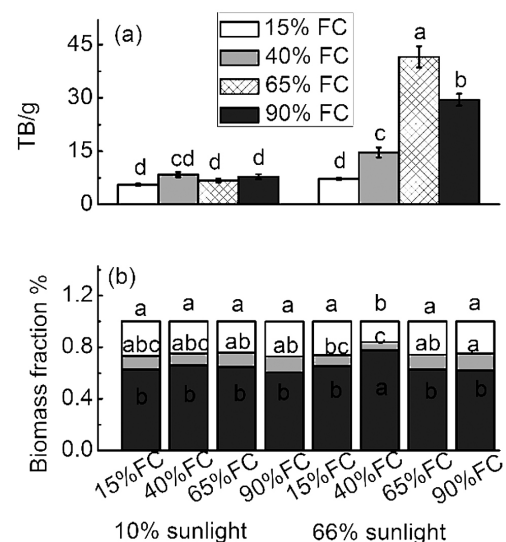 (a)
15% FC
40% FC
65% FC
90% FC
TB/g
45
30
15
0
d cd d d d c a b
(b)
Biomass fraction %
1.2
0.8
0.4
0.0
a a a a a b a a
abc abc ab ab bc c ab a
b b b b b a b b
15%FC 40%FC 65%FC 90%FC 15%FC 40%FC 65%FC 90%FC
10% sunlight 66% sunlight